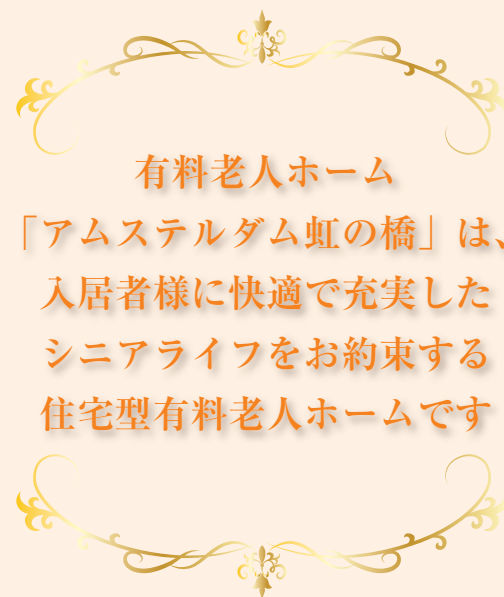 有料老人ホーム
「アムステルダム虹の橋」は、
入居者様に快適で充実した
シニアライフをお約束する
住宅型有料老人ホームです